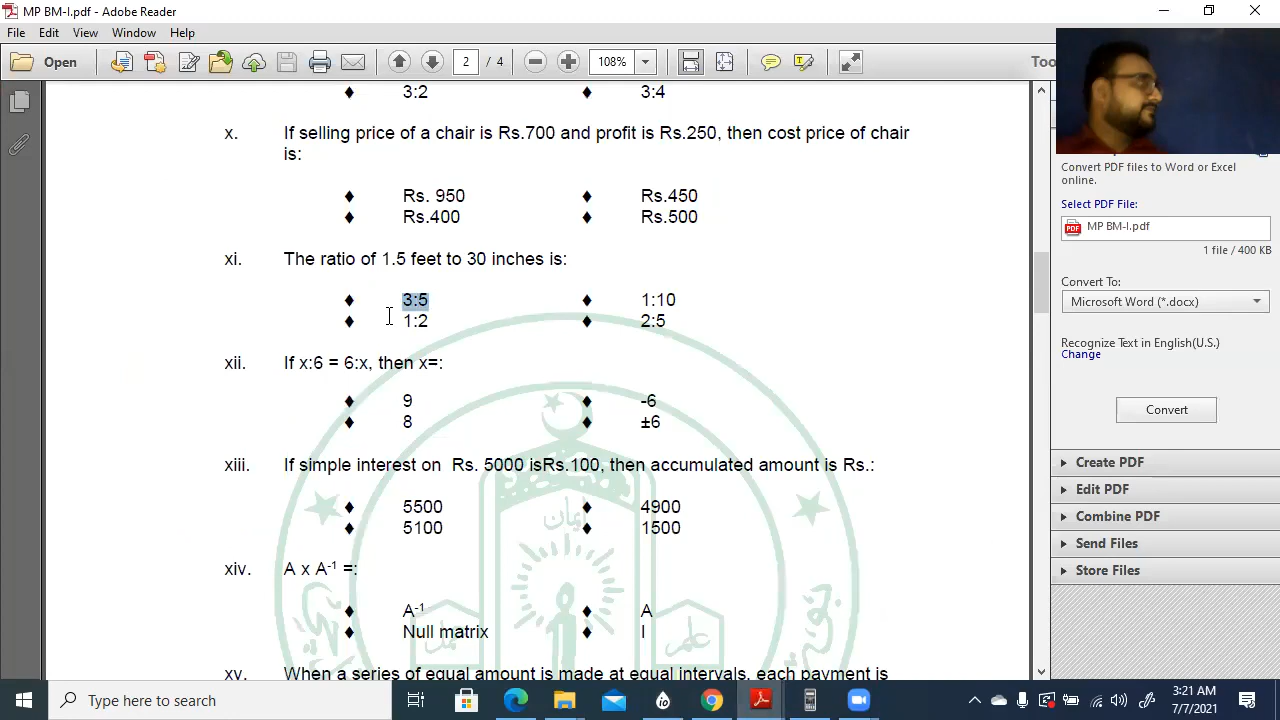 MP BM-I.pdf - Adobe Reader
File Edit View Window Help
Open 2 / 4 108% Too
3:2 3:4
x. If selling price of a chair is Rs.700 and profit is Rs.250, then cost price of chair
is:
♦ Rs. 950 ♦ Rs.450
♦ Rs.400 ♦ Rs.500
xi. The ratio of 1.5 feet to 30 inches is:
♦ 3:5 ♦ 1:10
♦ 1:2 ♦ 2:5
xii. If x:6 = 6:x, then x=:
♦ 9 ♦ -6
♦ 8 ♦ ±6
xiii. If simple interest on Rs. 5000 isRs.100, then accumulated amount is Rs.:
♦ 5500 ♦ 4900
♦ 5100 ♦ 1500
xiv. A x A-1 =:
♦ A-1 ♦ A
♦ Null matrix ♦ I
xv. When a series of equal amount is made at equal intervals, each payment is
ایمان
Convert PDF files to Word or Excel
online.
Select PDF File:
MP BM-I.pdf
1 file / 400 KB
Convert To:
Microsoft Word (*.docx)
Recognize Text in English(U.S.)
Change
Convert
Create PDF
Edit PDF
Combine PDF
Send Files
Store Files
Type here to search
3:21 AM
7/7/2021